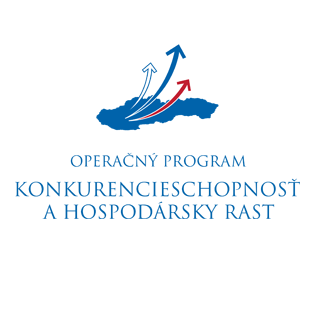 OPERAČNÝ PROGRAM
KONKURENCIESCHOPNOSŤ
A HOSPODÁRSKY RAST